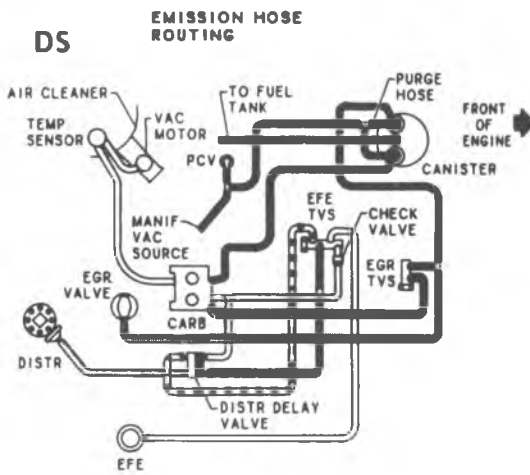 EMISSION HOSE
ROUTING
DS
AIR CLEANER
TEMP
SENSOR
VAC
MOTOR
TO FUEL
TANK
PURGE
HOSE
FRONT
OF
ENGINE
PCV
CANISTER
MANIF
VAC
SOURCE
EFE
TVS
CHECK
VALVE
EGR
TVS
EGR
VALVE
CARB
DISTR
DISTR DELAY
VALVE
EFE